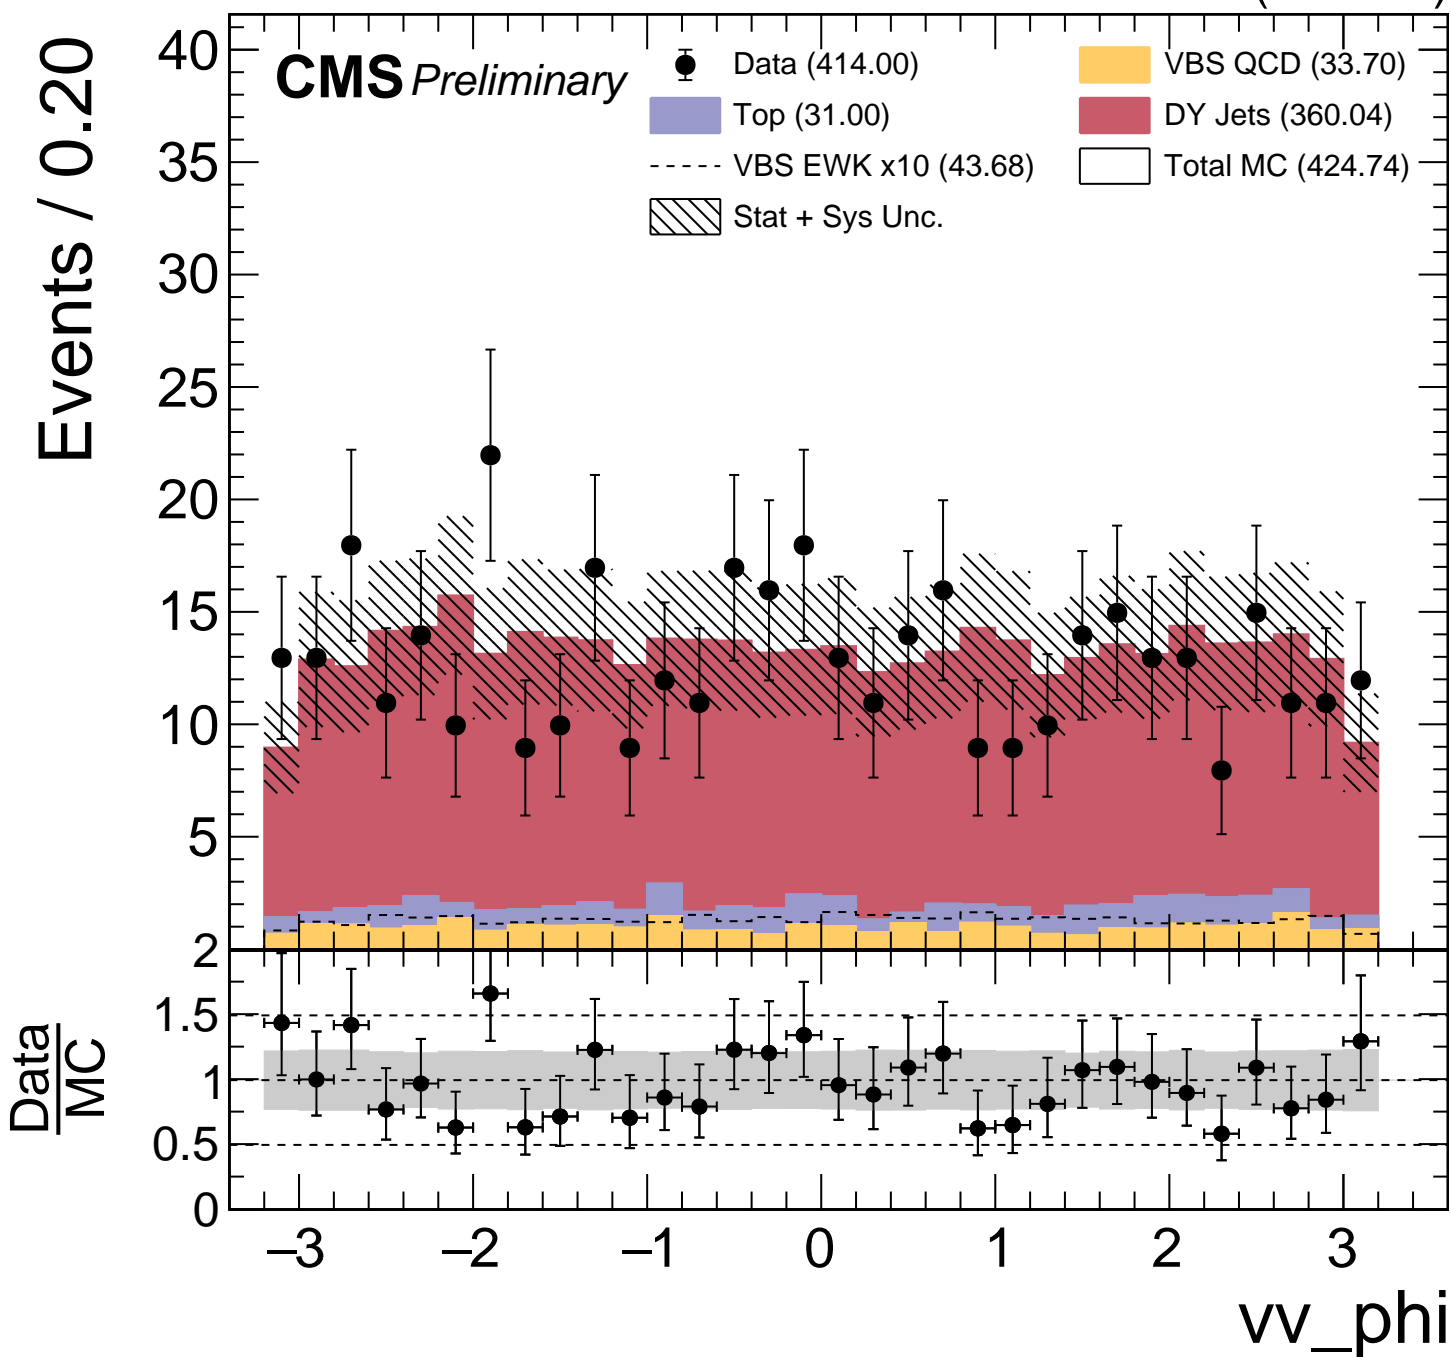 CMS Preliminary
Data (414.00)
VBS QCD (33.70)
Top (31.00)
DY Jets (360.04)
VBS EWK x10 (43.68)
Total MC (424.74)
Stat + Sys Unc.
Events / 0.20
40
35
30
25
20
15
10
5
2
1.5
1
0.5
0
Data
MC
–3
–2
–1
0
1
2
3
vv_phi